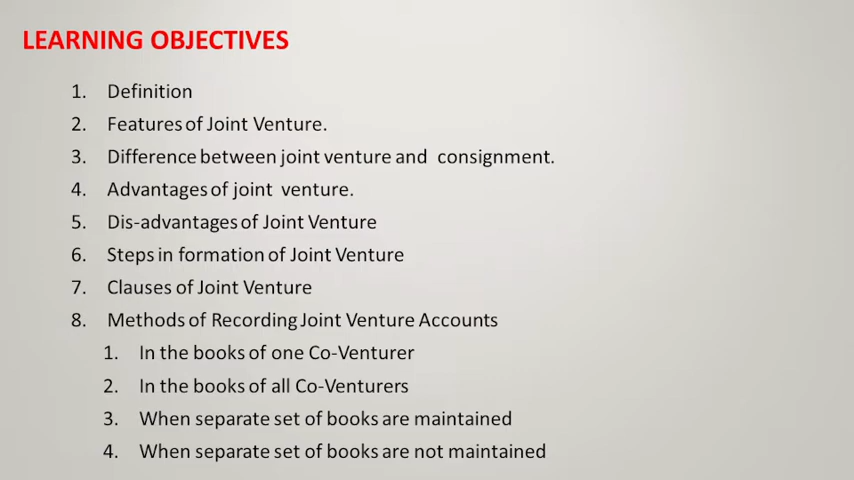 LEARNING OBJECTIVES
1. Definition
2. Features of Joint Venture.
3. Difference between joint venture and consignment.
4. Advantages of joint venture.
5. Dis-advantages of Joint Venture
6. Steps in formation of Joint Venture
7. Clauses of Joint Venture
8. Methods of Recording Joint Venture Accounts
1. In the books of one Co-Venturer
2. In the books of all Co-Venturers
3. When separate set of books are maintained
4. When separate set of books are not maintained